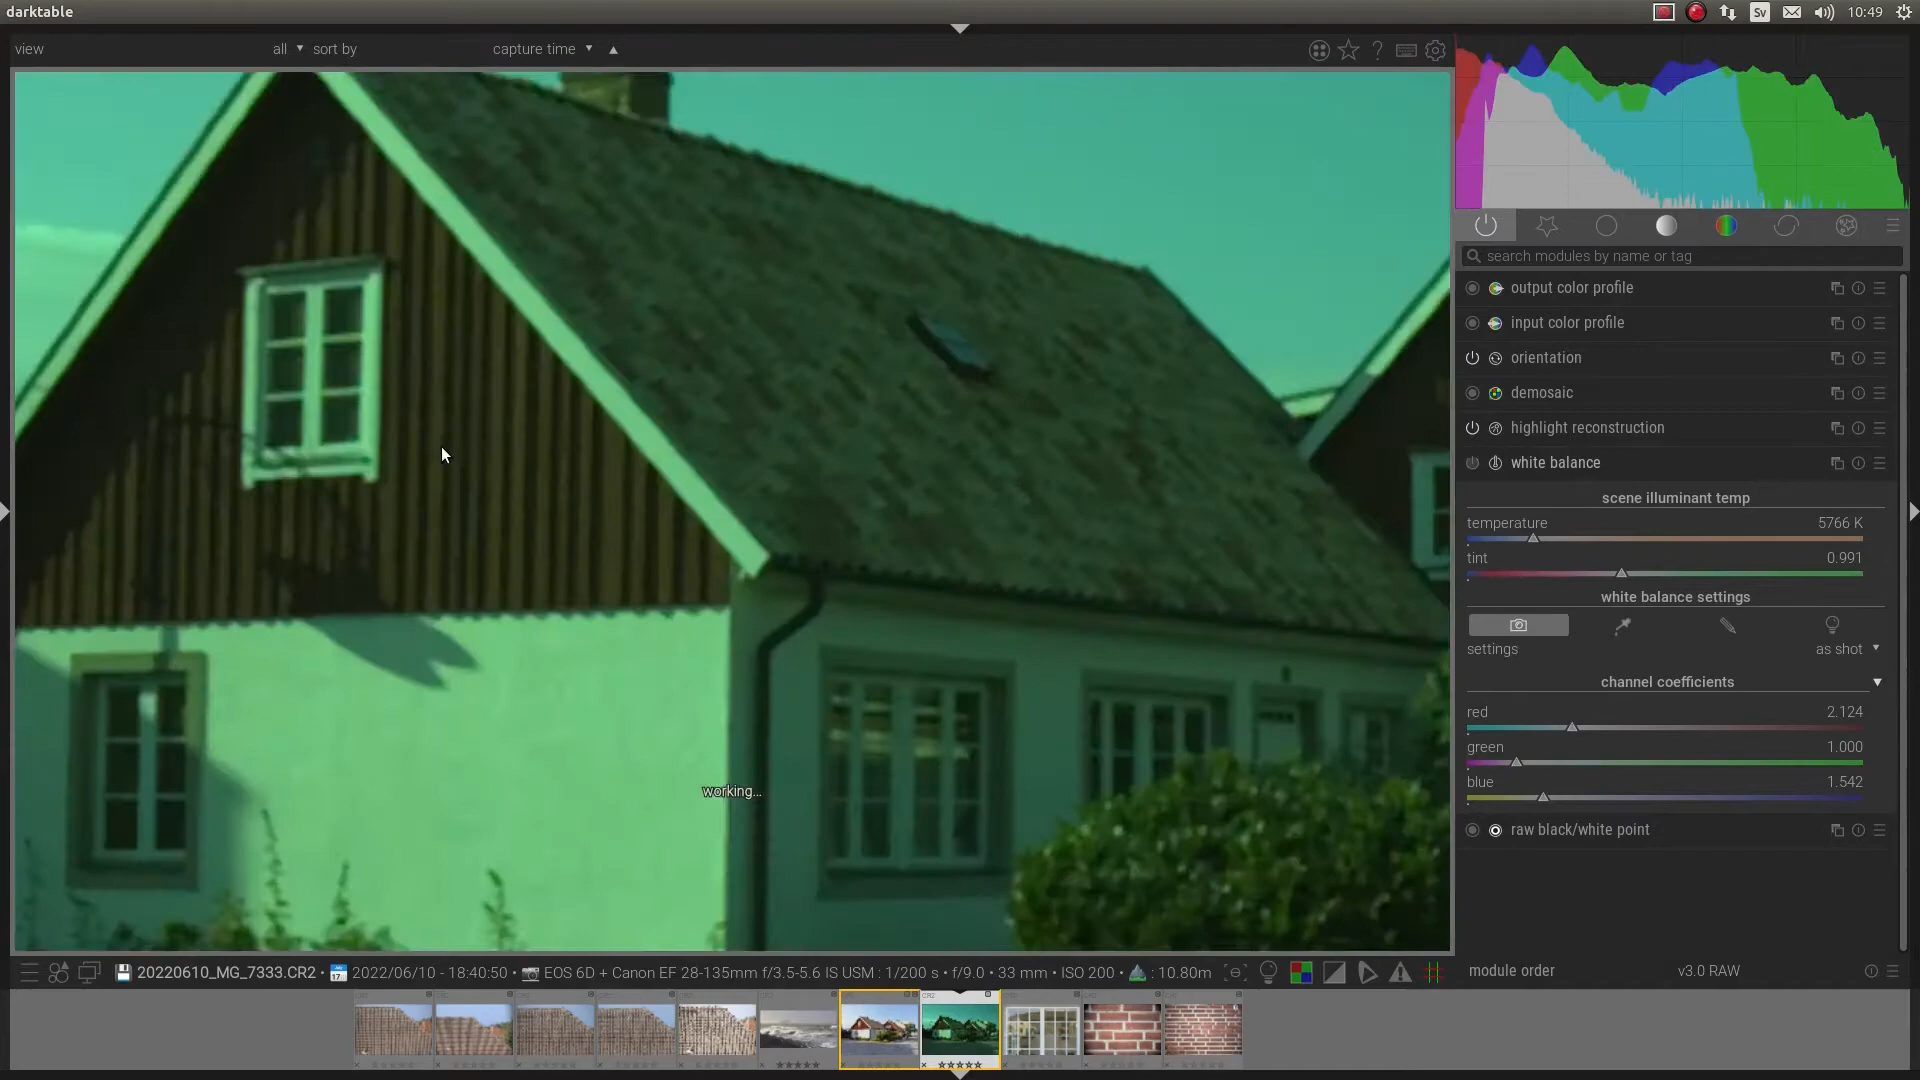 darktable
Sv
10:49
view
all
sort by
capture time
?
search modules by name or tag
output color profile
input color profile
orientation
demosaic
highlight reconstruction
white balance
scene illuminant temp
temperature 5766 K
tint 0.991
white balance settings
settings as shot
channel coefficients
red 2.124
green 1.000
blue 1.542
raw black/white point
working...
20220610_MG_7333.CR2 • 2022/06/10 - 18:40:50 • EOS 6D + Canon EF 28-135mm f/3.5-5.6 IS USM : 1/200 s • f/9.0 • 33 mm • ISO 200 • : 10.80m
module order v3.0 RAW
CR2